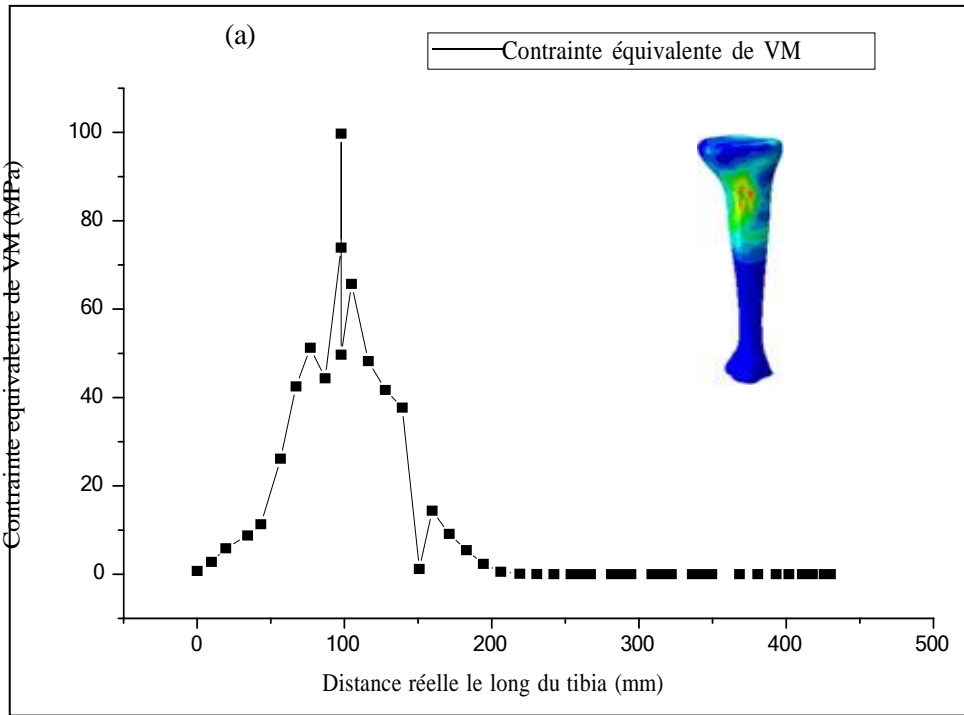 (a)
Contrainte équivalente de VM
Contrainte equivalente de VM (MPa)
100
80
60
40
20
0
0 100 200 300 400 500
Distance réelle le long du tibia (mm)